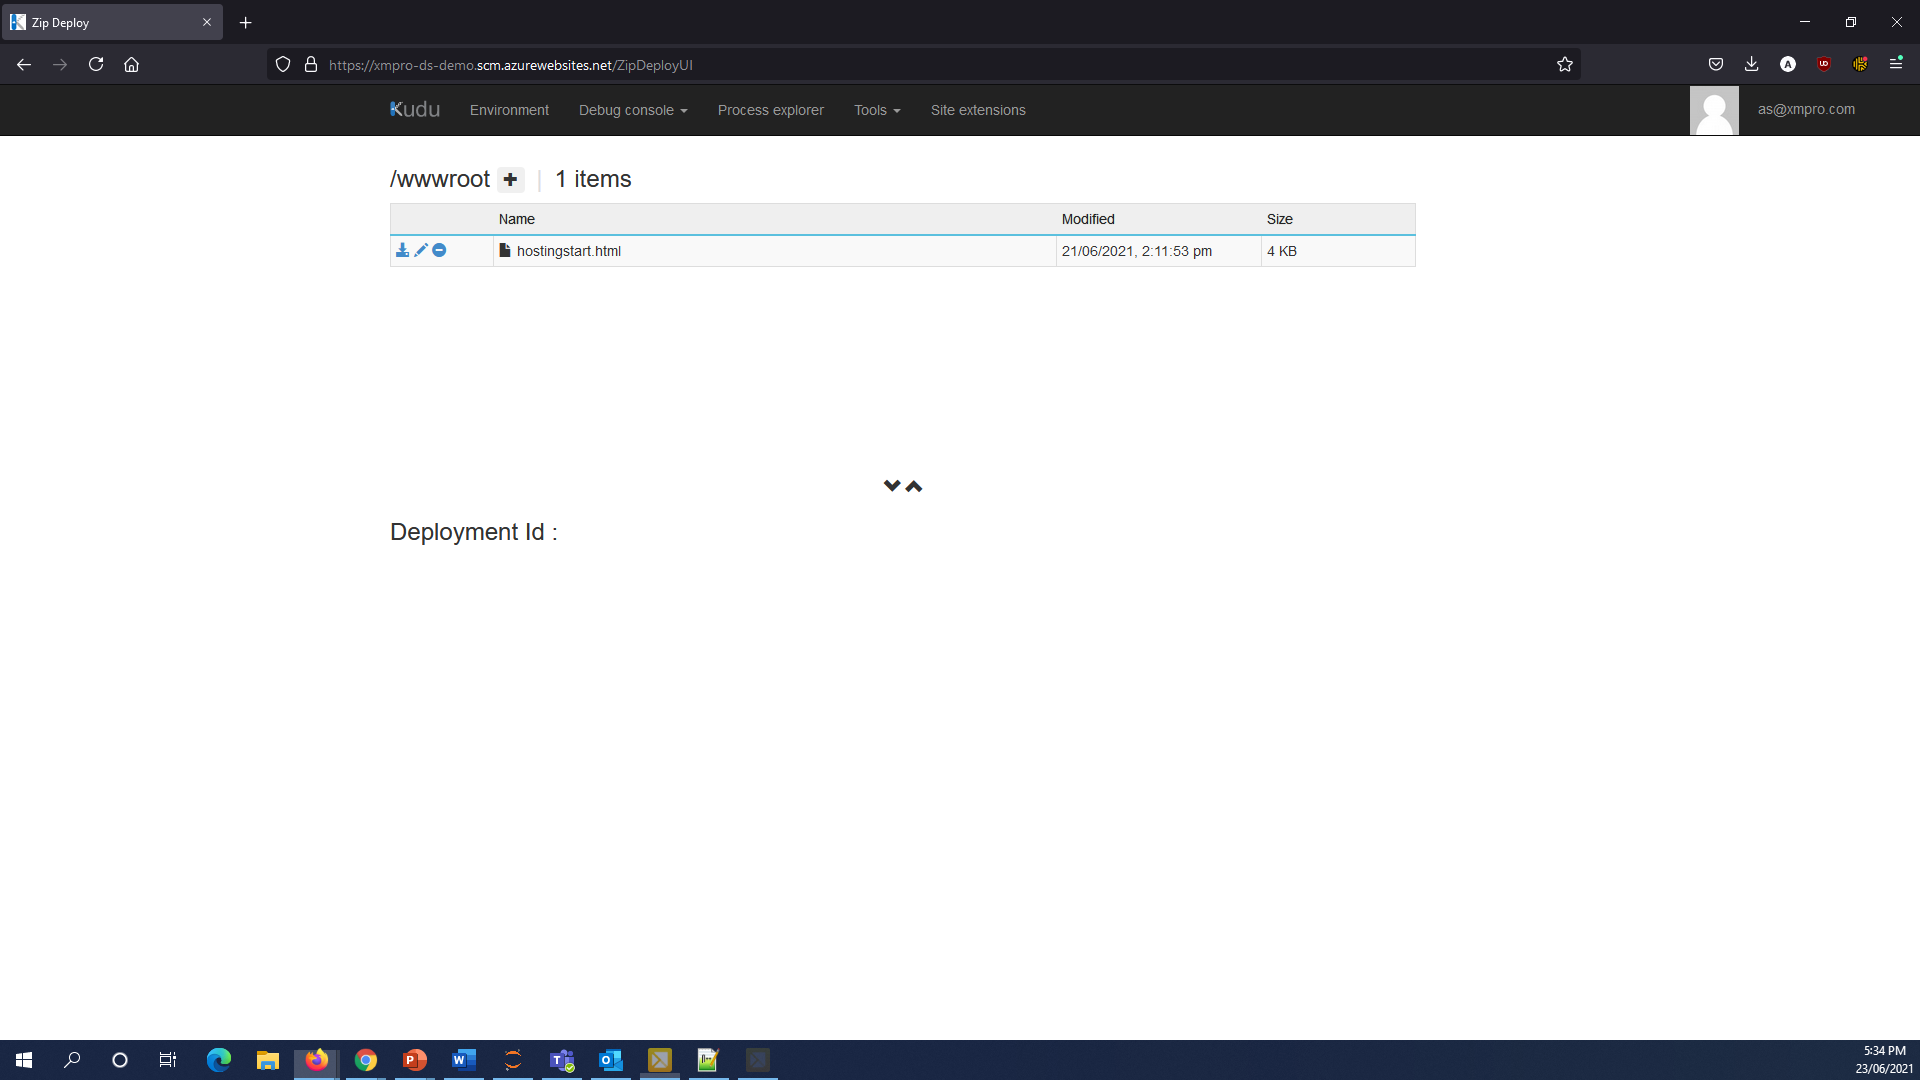 Zip Deploy
https://xmpro-ds-demo.scm.azurewebsites.net/ZipDeployUI
Kudu Environment Debug console Process explorer Tools Site extensions as@xmpro.com
/wwwroot | 1 items
Name Modified Size
hostingstart.html 21/06/2021, 2:11:53 pm 4 KB
Deployment Id :
5:34 PM
23/06/2021